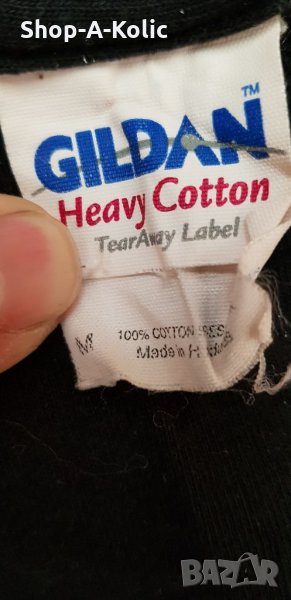 Shop-A-Kolic
GILDAN™
Heavy Cotton
TearAway Label
M
100% COTTON
Made in
BAZAR